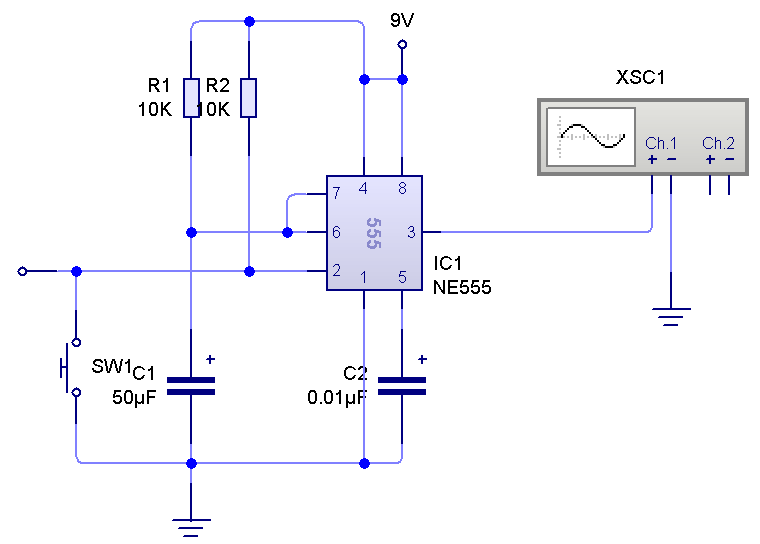 9V
R1
10K
R2
10K
XSC1
Ch.1
Ch.2
+
−
+
−
7
4
8
6
555
3
2
1
5
IC1
NE555
SW1
C1
50µF
+
C2
0.01µF
+